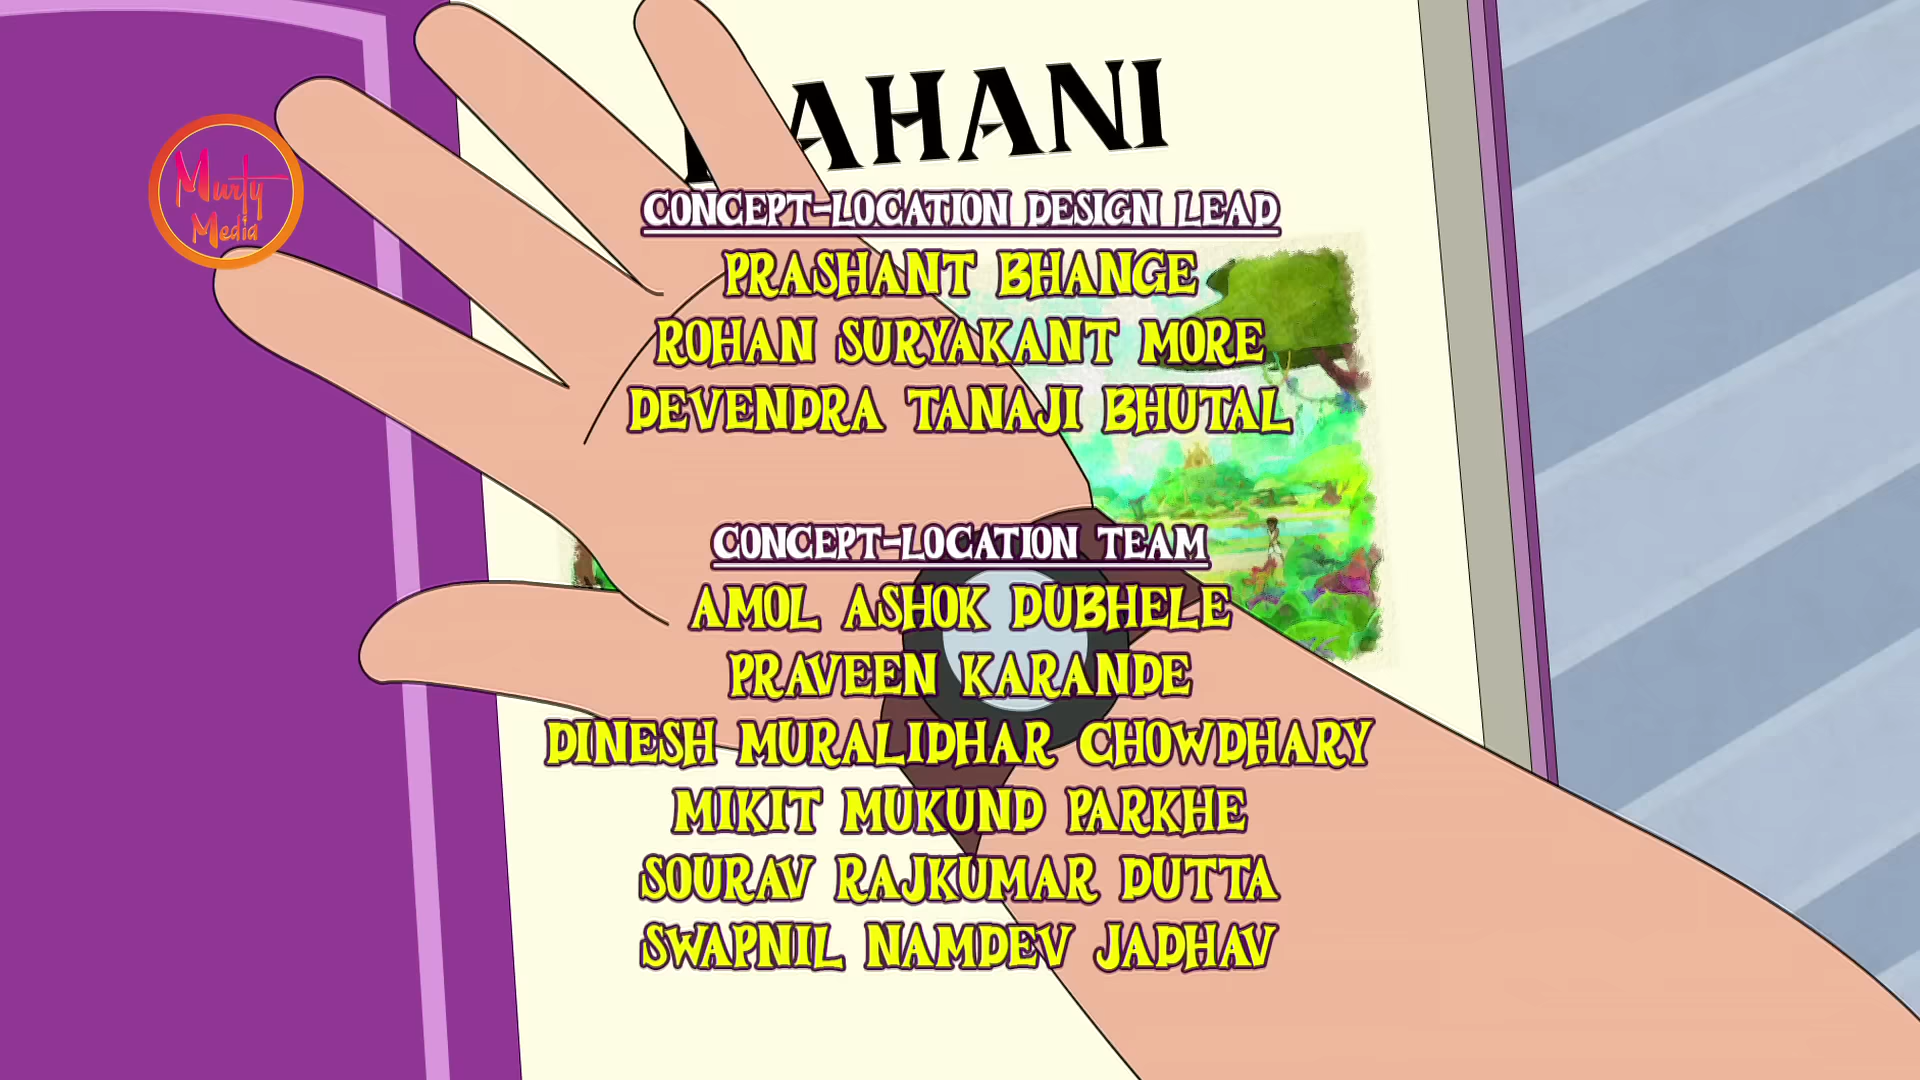 AHANI
Murty
Media
CONCEPT-LOCATION DESIGN LEAD
PRASHANT BHANGE
ROHAN SURYAKANT MORE
DEVENDRA TANAJI BHUTAL
CONCEPT-LOCATION TEAM
AMOL ASHOK DUBHELE
PRAVEEN KARANDE
DINESH MURALIDHAR CHOWDHARY
MIKIT MUKUND PARKHE
SOURAV RAJKUMAR DUTTA
SWAPNIL NAMDEV JADHAV